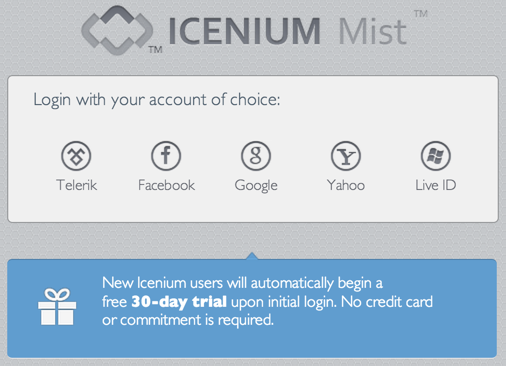 ™ ICENIUM Mist ™
Login with your account of choice:
Telerik Facebook Google Yahoo Live ID
New Icenium users will automatically begin a
free 30-day trial upon initial login. No credit card
or commitment is required.